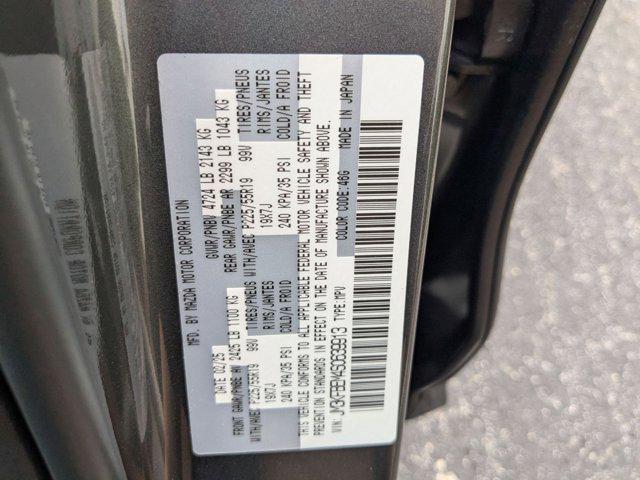 MFD. BY MAZDA MOTOR CORPORATION
DATE 02/25 GVWR/PNBV 4724 LB 2143 KG
FRONT GAWR/PNBE AV 2425 LB 1100 KG REAR GAWR/PNBE AR 2299 LB 1043 KG
WITH/AVEC P225/55R19 99V TIRES/PNEUS WITH/AVEC P225/55R19 99V TIRES/PNEUS
19X7J RIMS/JANTES 19X7J RIMS/JANTES
240 KPA/35 PSI COLD/A FROID 240 KPA/35 PSI COLD/A FROID
THIS VEHICLE CONFORMS TO ALL APPLICABLE FEDERAL MOTOR VEHICLE SAFETY AND THEFT
PREVENTION STANDARDS IN EFFECT ON THE DATE OF MANUFACTURE SHOWN ABOVE.
VIN: TYPE:MPV COLOR CODE:46G MADE IN JAPAN